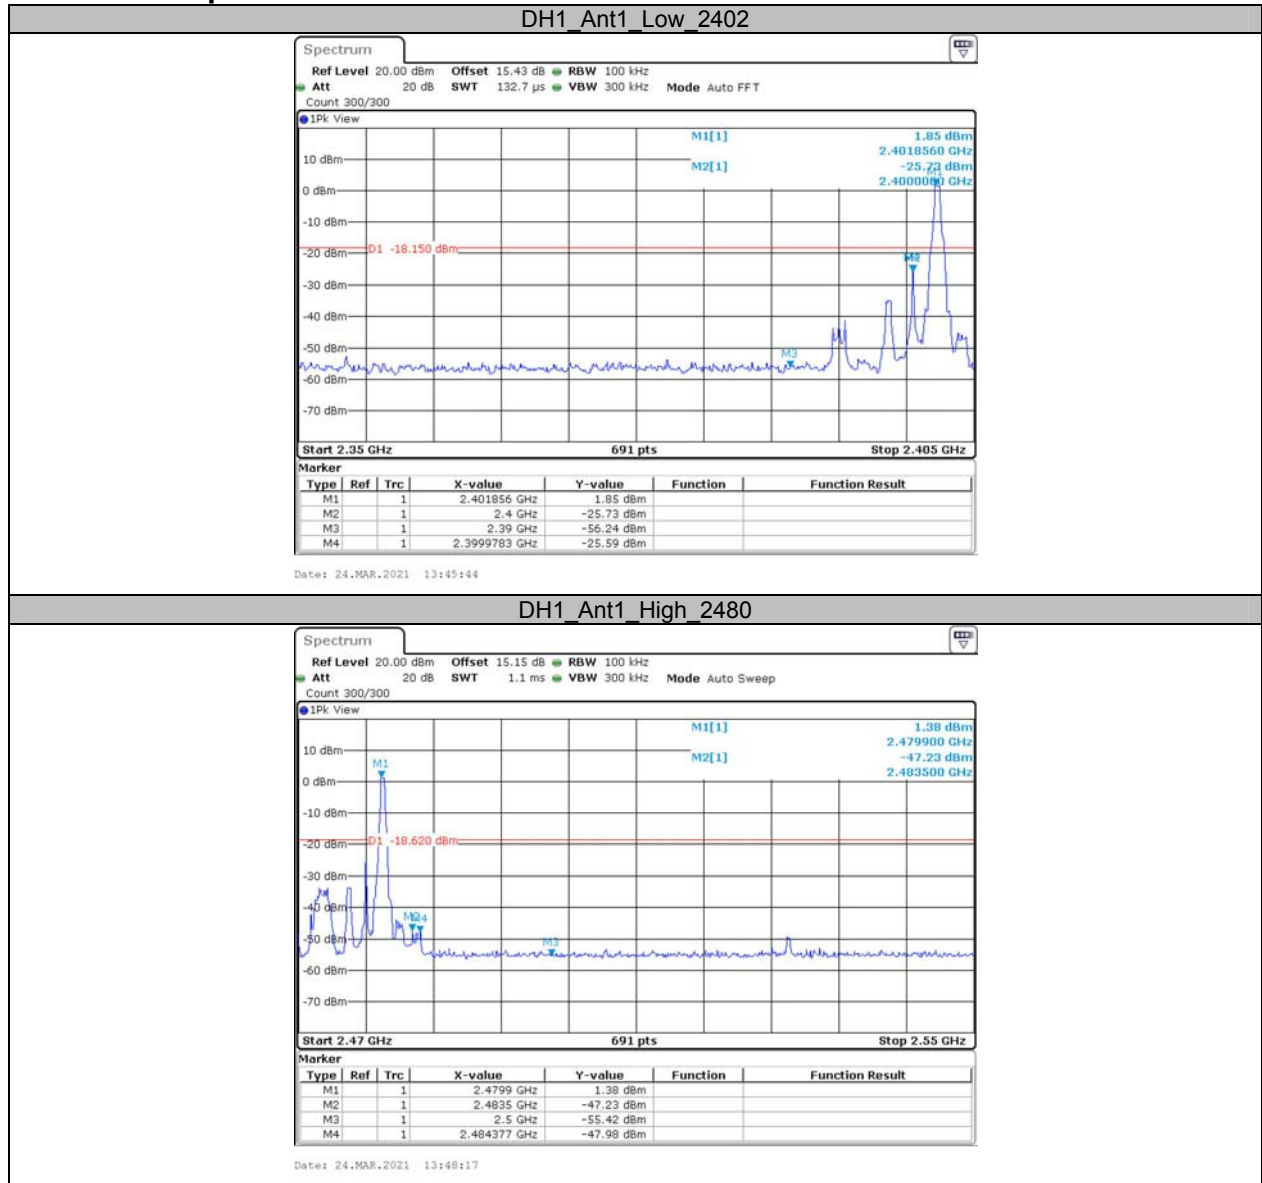 DH1_Ant1_Low_2402
Spectrum
Ref Level 20.00 dBm Offset 15.43 dB RBW 100 kHz
Att 20 dB SWT 132.7 µs VBW 300 kHz Mode Auto FFT
Count 300/300
1Pk View
M1[1] 1.85 dBm
2.4018560 GHz
10 dBm
M2[1] -25.73 dBm
M1
2.4000000 GHz
0 dBm
-10 dBm
D1 -18.150 dBm
-20 dBm
-30 dBm
-40 dBm
-50 dBm
M3
-60 dBm
-70 dBm
Start 2.35 GHz 691 pts Stop 2.405 GHz
Marker
Type Ref Trc X-value Y-value Function Function Result
M1 1 2.401856 GHz 1.85 dBm
M2 1 2.4 GHz -25.73 dBm
M3 1 2.39 GHz -56.24 dBm
M4 1 2.3999783 GHz -25.59 dBm
Date: 24.MAR.2021 13:45:44
DH1_Ant1_High_2480
Spectrum
Ref Level 20.00 dBm Offset 15.15 dB RBW 100 kHz
Att 20 dB SWT 1.1 ms VBW 300 kHz Mode Auto Sweep
Count 300/300
1Pk View
M1[1] 1.38 dBm
2.479900 GHz
10 dBm
M2[1] -47.23 dBm
M1
2.483500 GHz
0 dBm
-10 dBm
D1 -18.620 dBm
-20 dBm
-30 dBm
-40 dBm
M2 M4
-50 dBm
M3
-60 dBm
-70 dBm
Start 2.47 GHz 691 pts Stop 2.55 GHz
Marker
Type Ref Trc X-value Y-value Function Function Result
M1 1 2.4799 GHz 1.38 dBm
M2 1 2.4835 GHz -47.23 dBm
M3 1 2.5 GHz -55.42 dBm
M4 1 2.484377 GHz -47.98 dBm
Date: 24.MAR.2021 13:48:17